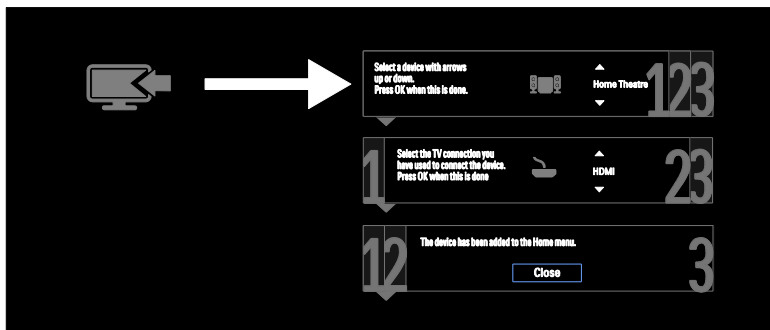 Select a device with arrows
up or down.
Press OK when this is done.
Home Theatre
123
1
Select the TV connection you
have used to connect the device.
Press OK when this is done
HDMI
23
12
The device has been added to the Home menu.
3
Close